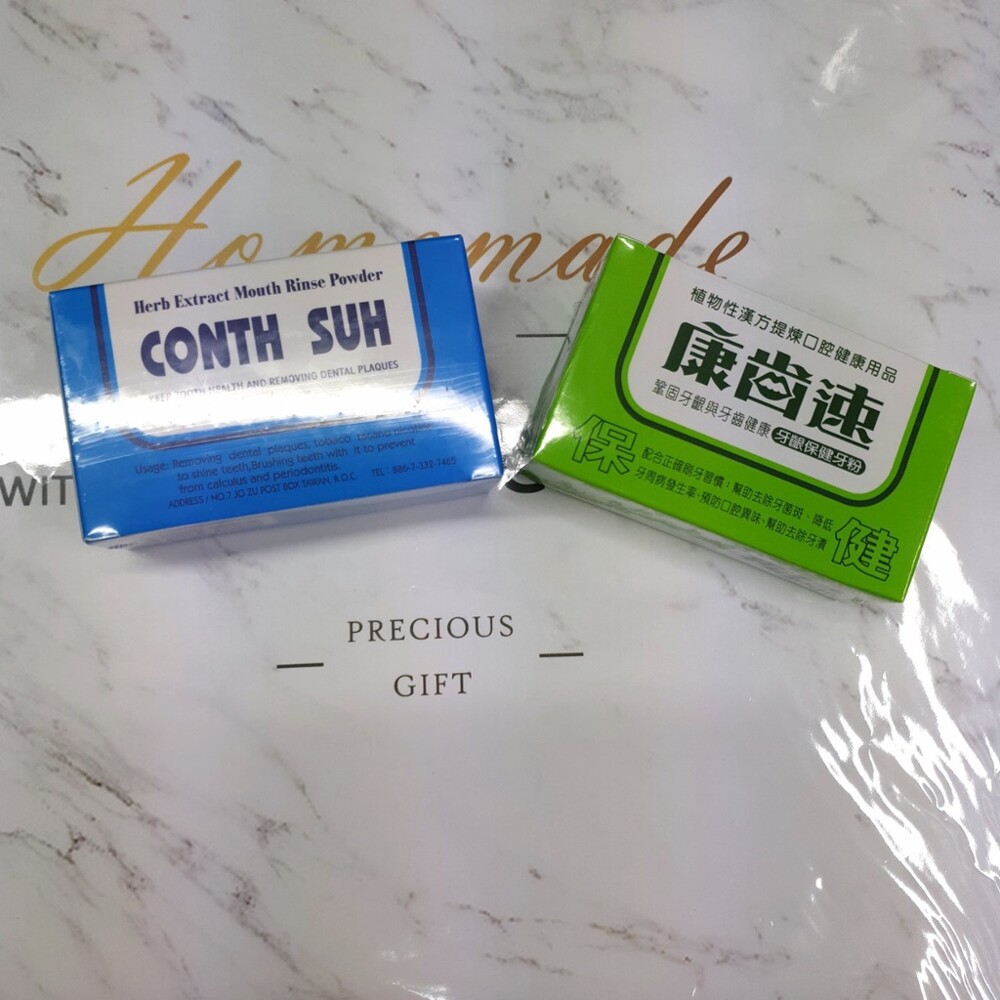 Homemade
Herb Extract Mouth Rinse Powder
CONTH SUH
KEEP TOOTH HEALTH AND REMOVING DENTAL PLAQUES
Usage: Removing dental plaques, tobacco tar, and nicotine
to shine teeth, Brushing teeth with it to prevent
from calculus and periodontitis.
TEL: 886-7-332-7465
ADDRESS / NO 7 JO ZU POST BOX TAIWAN, R.O.C.
植物性漢方提煉口腔健康用品
康齒速
鞏固牙齦與牙齒健康 牙齦保健牙粉
保
配合正確刷牙習慣：幫助去除牙菌斑、降低
牙周病發生率、預防口腔異味、幫助去除牙漬
健
WIT
PRECIOUS
GIFT